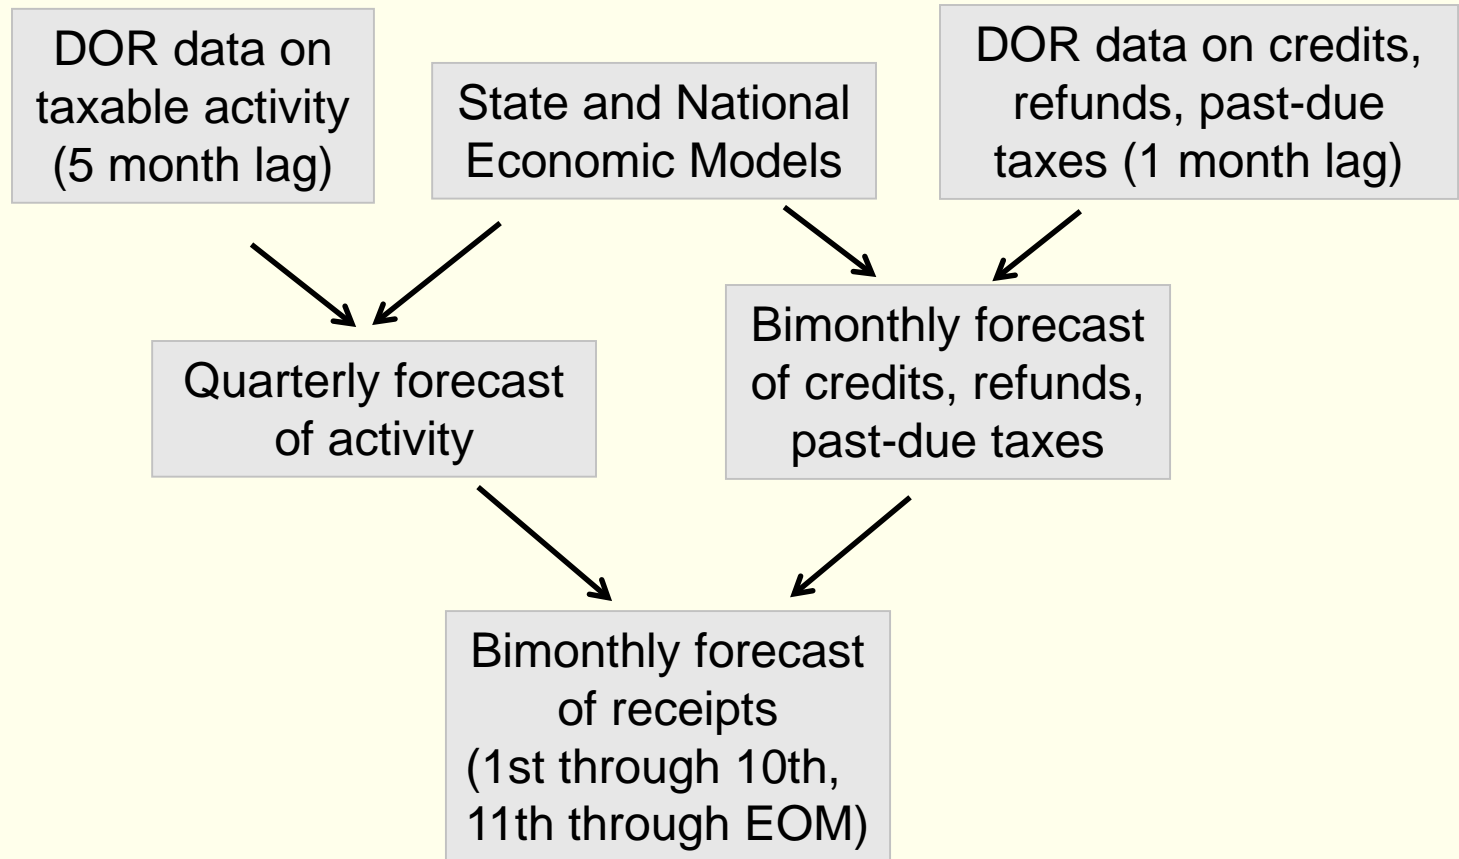 DOR data on
taxable activity
(5 month lag)
State and National
Economic Models
DOR data on credits,
refunds, past-due
taxes (1 month lag)
Quarterly forecast
of activity
Bimonthly forecast
of credits, refunds,
past-due taxes
Bimonthly forecast
of receipts
(1st through 10th,
11th through EOM)